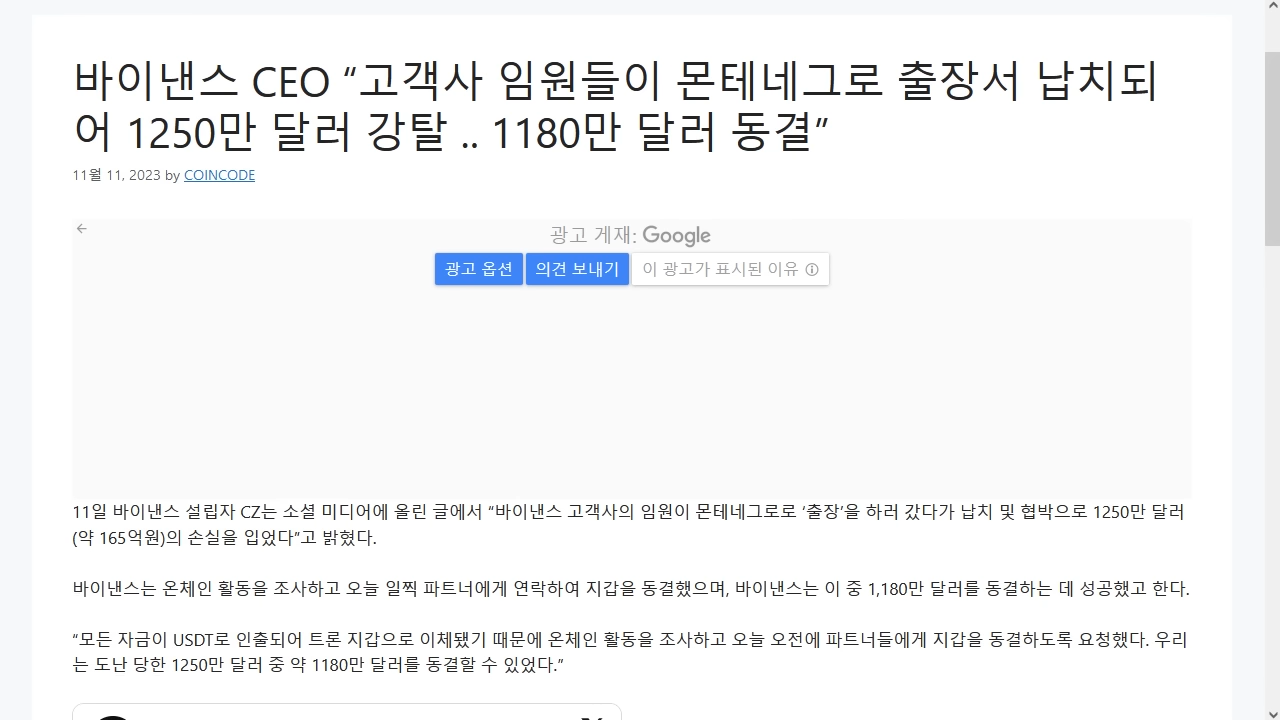 바이낸스 CEO “고객사 임원들이 몬테네그로 출장서 납치되
어 1250만 달러 강탈 .. 1180만 달러 동결”
11월 11, 2023 by COINCODE
광고 게재: Google
광고 옵션 의견 보내기 이 광고가 표시된 이유
11일 바이낸스 설립자 CZ는 소셜 미디어에 올린 글에서 “바이낸스 고객사의 임원이 몬테네그로로 ‘출장’을 하러 갔다가 납치 및 협박으로 1250만 달러
(약 165억원)의 손실을 입었다”고 밝혔다.
바이낸스는 온체인 활동을 조사하고 오늘 일찍 파트너에게 연락하여 지갑을 동결했으며, 바이낸스는 이 중 1,180만 달러를 동결하는 데 성공했고 한다.
“모든 자금이 USDT로 인출되어 트론 지갑으로 이체됐기 때문에 온체인 활동을 조사하고 오늘 오전에 파트너들에게 지갑을 동결하도록 요청했다. 우리
는 도난 당한 1250만 달러 중 약 1180만 달러를 동결할 수 있었다.”